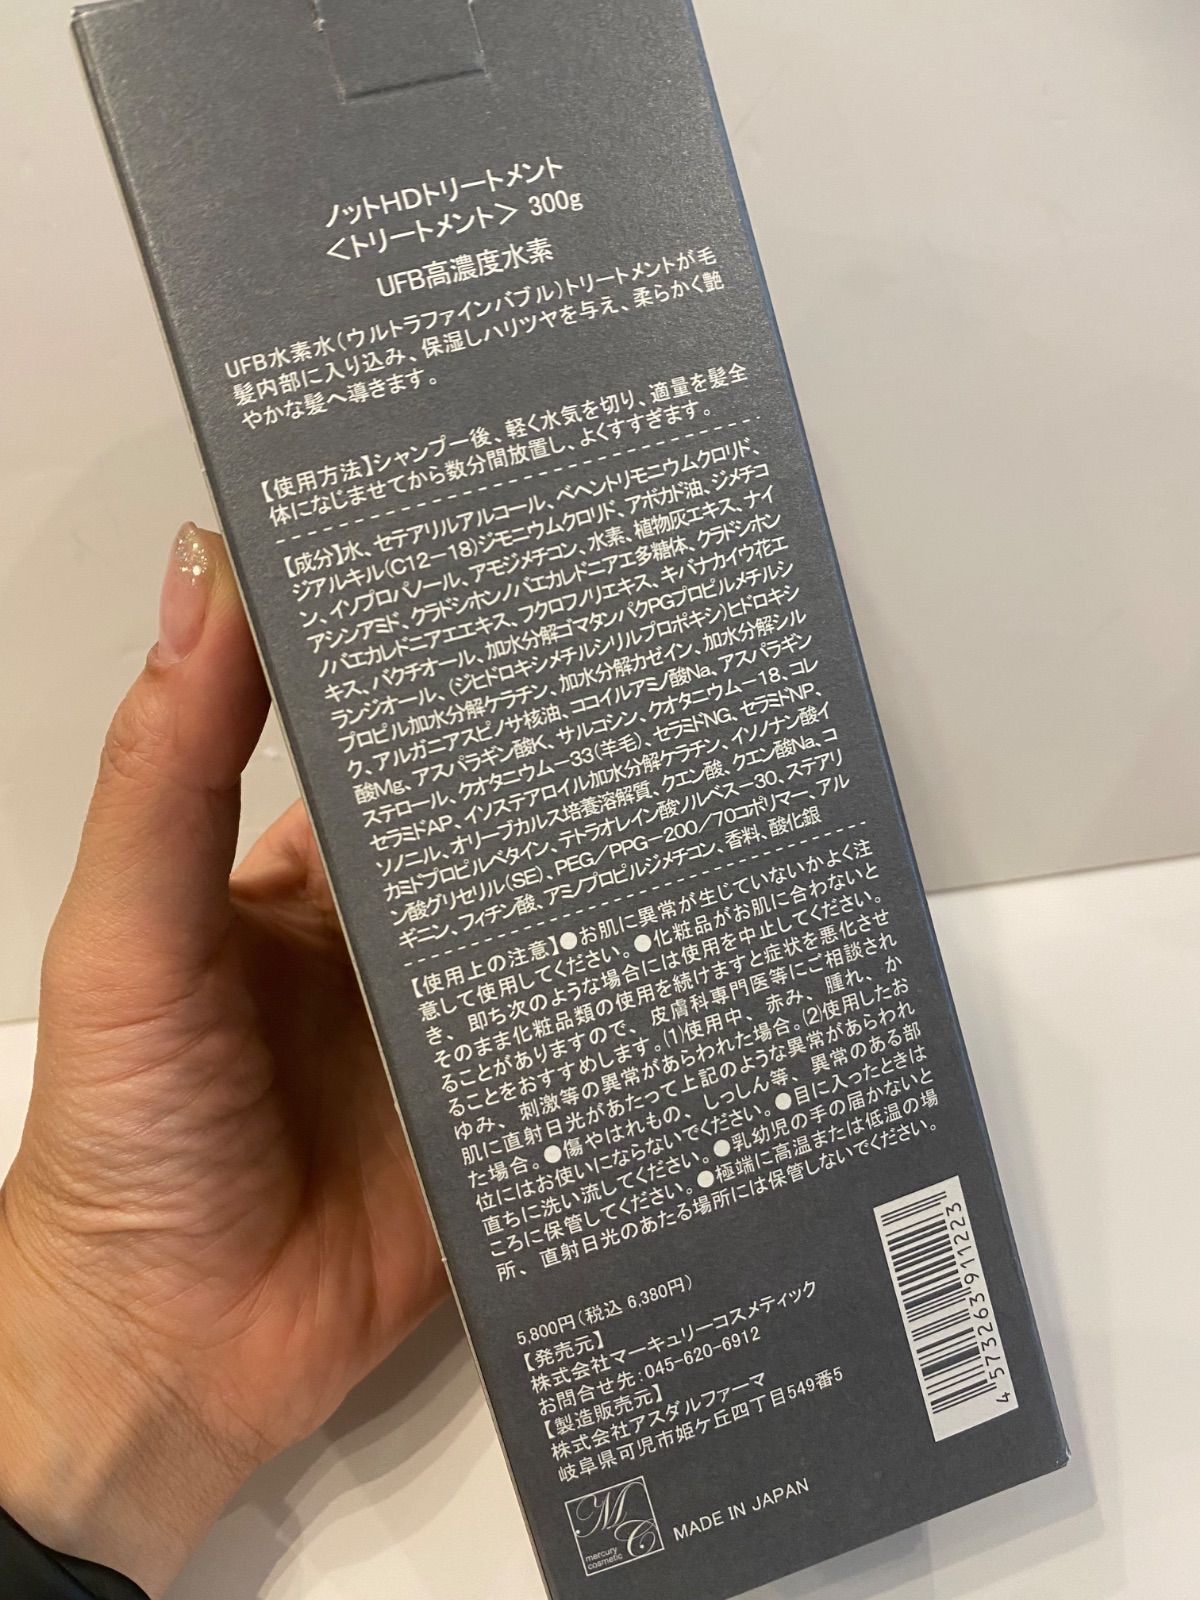 ノットHDトリートメント
<トリートメント> 300g
UFB高濃度水素
UFB水素水(ウルトラファインバブル)トリートメントが毛
髪内部に入り込み、保湿しハリツヤを与え、柔らかく艶
やかな髪へ導きます。
【使用方法】シャンプー後、軽く水気を切り、適量を髪全
体になじませてから数分間放置し、よくすすぎます。
【成分】水、セテアリルアルコール、ベヘントリモニウムクロリド、
ジアルキル(C12-18)ジモニウムクロリド、アボカド油、ジメチコ
ン、イソプロパノール、アモジメチコン、水素、植物灰エキス、ナイ
アシンアミド、クラドシホンノバエカレドニアエ多糖体、クラドシホン
ノバエカレドニアエエキス、フクロフノリエキス、キバナカイウ花エ
キス、バクチオール、加水分解ゴマタンパクPGプロピルメチルシ
ランジオール、(ジヒドロキシメチルシリルプロポキシ)ヒドロキシ
プロピル加水分解ケラチン、加水分解カゼイン、加水分解シル
ク、アルガニアスピノサ核油、ココイルアミノ酸Na、アスパラギン
酸Mg、アスパラギン酸K、サルコシン、クオタニウム-18、コレ
ステロール、クオタニウム-33(羊毛)、セラミドNG、セラミドNP、
セラミドAP、イソステアロイル加水分解ケラチン、イソノナン酸イ
ソノニル、オリーブカルス培養溶解質、クエン酸、クエン酸Na、コ
カミドプロピルベタイン、テトラオレイン酸ソルベス-30、ステアリ
ン酸グリセリル(SE)、PEG/PPG-200/70コポリマー、アル
ギニン、フィチン酸、アミノプロピルジメチコン、香料、酸化銀
【使用上の注意】●お肌に異常が生じていないかよく注
意して使用してください。●化粧品がお肌に合わないと
き、即ち次のような場合には使用を中止してください。
そのまま化粧品類の使用を続けますと症状を悪化させ
ることがありますので、皮膚科専門医等にご相談され
ることをおすすめします。(1)使用中、赤み、腫れ、か
ゆみ、刺激等の異常があらわれた場合。(2)使用したお
肌に直射日光があたって上記のような異常があらわれ
た場合。●傷やはれもの、しっしん等、異常のある部
位にはお使いにならないでください。●目に入ったときは
直ちに洗い流してください。●乳幼児の手の届かないと
ころに保管してください。●極端に高温または低温の場
所、直射日光のあたる場所には保管しないでください。
5,800円(税込 6,380円)
【発売元】
株式会社マーキュリーコスメティック
お問合せ先:045-620-6912
【製造販売元】
株式会社アスダルファーマ
岐阜県可児市姫ケ丘四丁目549番5
MC
mercury
cosmetic
MADE IN JAPAN
4573263911223